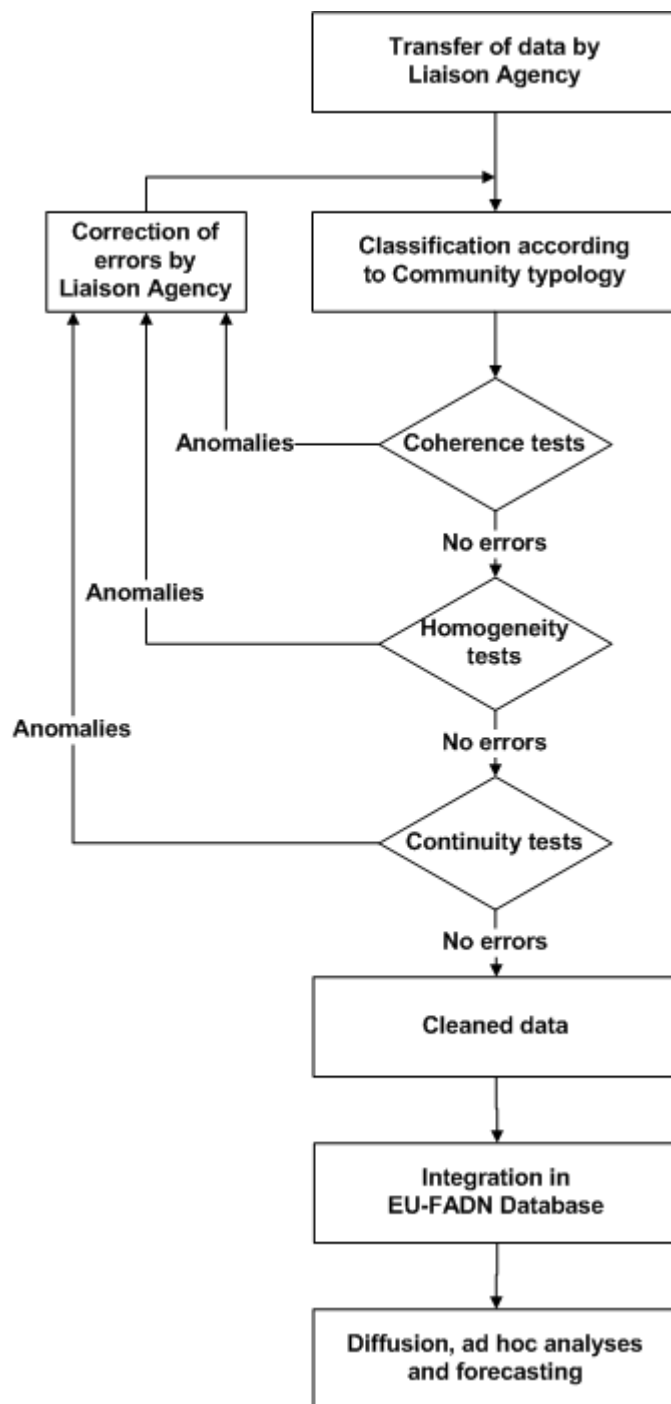 Transfer of data by
Liaison Agency
Correction of
errors by
Liaison Agency
Classification according
to Community typology
Anomalies
Coherence tests
No errors
Anomalies
Homogeneity
tests
No errors
Anomalies
Continuity tests
No errors
Cleaned data
Integration in
EU-FADN Database
Diffusion, ad hoc analyses
and forecasting